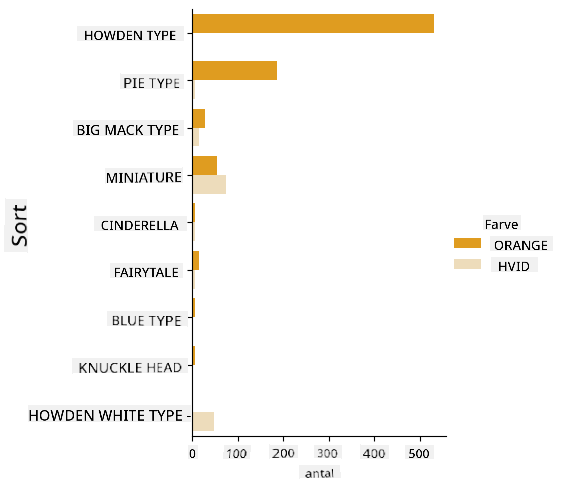 HOWDEN TYPE
PIE TYPE
BIG MACK TYPE
MINIATURE
CINDERELLA
FAIRYTALE
BLUE TYPE
KNUCKLE HEAD
HOWDEN WHITE TYPE
Sort
0 100 200 300 400 500
antal
Farve
ORANGE
HVID